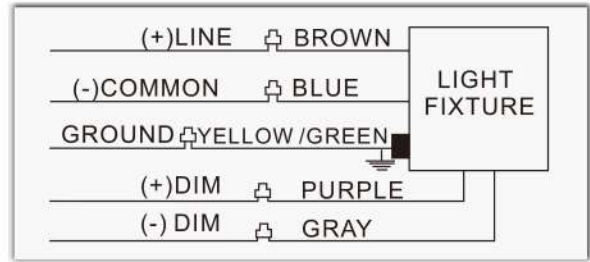 (+)LINE BROWN
(-)COMMON BLUE
LIGHT
FIXTURE
GROUND YELLOW /GREEN
(+)DIM PURPLE
(-) DIM GRAY